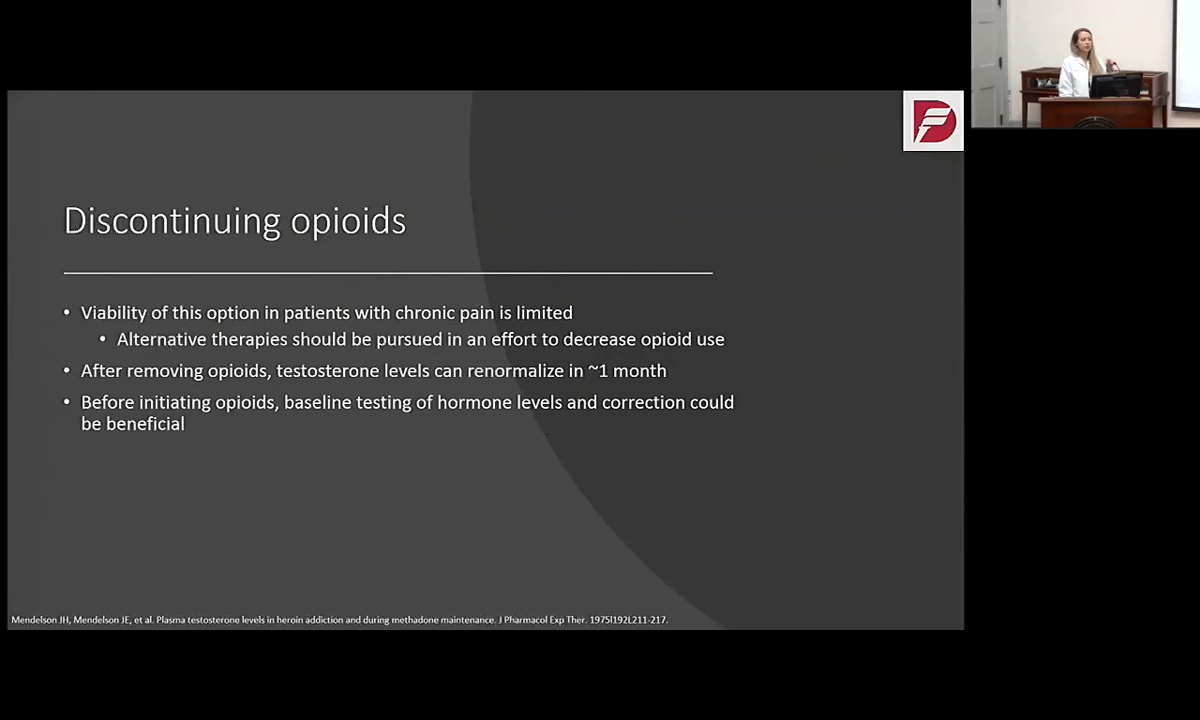 Discontinuing opioids
• Viability of this option in patients with chronic pain is limited
• Alternative therapies should be pursued in an effort to decrease opioid use
• After removing opioids, testosterone levels can renormalize in ~1 month
• Before initiating opioids, baseline testing of hormone levels and correction could
be beneficial
Mendelson JH, Mendelson JE, et al. Plasma testosterone levels in heroin addiction and during methadone maintenance. J Pharmacol Exp Ther. 1975l192L211-217.